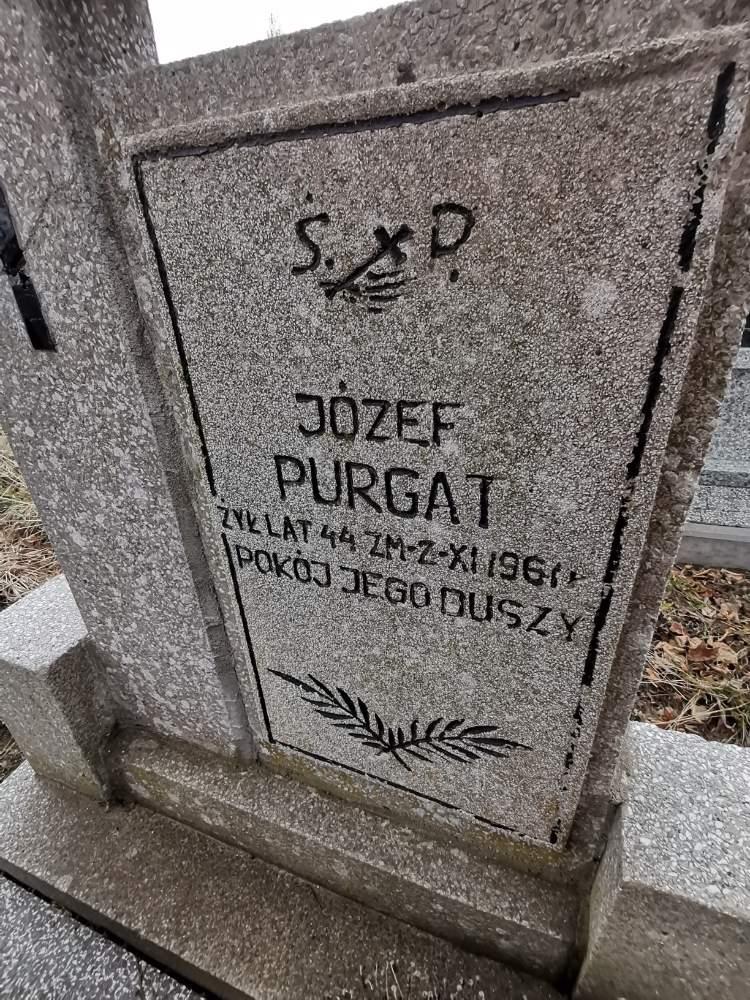 Ś. P.
JÓZEF
PURGAT
ŻYŁ LAT 44 ZM-2-XI 1961 r
POKÓJ JEGO DUSZY